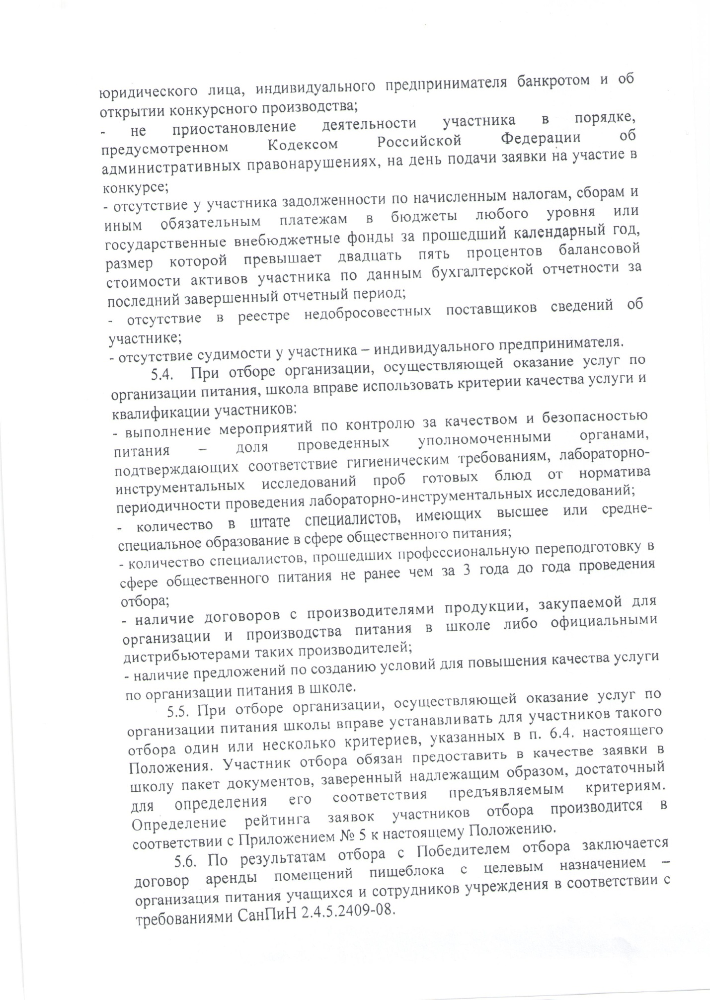 юридического лица, индивидуального предпринимателя банкротом и об
открытии конкурсного производства;
- не приостановление деятельности участника в порядке,
предусмотренном Кодексом Российской Федерации об
административных правонарушениях, на день подачи заявки на участие в
конкурсе;
- отсутствие у участника задолженности по начисленным налогам, сборам и
иным обязательным платежам в бюджеты любого уровня или
государственные внебюджетные фонды за прошедший календарный год,
размер которой превышает двадцать пять процентов балансовой
стоимости активов участника по данным бухгалтерской отчетности за
последний завершенный отчетный период;
- отсутствие в реестре недобросовестных поставщиков сведений об
участнике;
- отсутствие судимости у участника – индивидуального предпринимателя.
5.4. При отборе организации, осуществляющей оказание услуг по
организации питания, школа вправе использовать критерии качества услуги и
квалификации участников:
- выполнение мероприятий по контролю за качеством и безопасностью
питания – доля проведенных уполномоченными органами,
подтверждающих соответствие гигиеническим требованиям, лабораторно-
инструментальных исследований проб готовых блюд от норматива
периодичности проведения лабораторно-инструментальных исследований;
- количество в штате специалистов, имеющих высшее или средне-
специальное образование в сфере общественного питания;
- количество специалистов, прошедших профессиональную переподготовку в
сфере общественного питания не ранее чем за 3 года до года проведения
отбора;
- наличие договоров с производителями продукции, закупаемой для
организации и производства питания в школе либо официальными
дистрибьютерами таких производителей;
- наличие предложений по созданию условий для повышения качества услуги
по организации питания в школе.
5.5. При отборе организации, осуществляющей оказание услуг по
организации питания школы вправе устанавливать для участников такого
отбора один или несколько критериев, указанных в п. 6.4. настоящего
Положения. Участник отбора обязан предоставить в качестве заявки в
школу пакет документов, заверенный надлежащим образом, достаточный
для определения его соответствия предъявляемым критериям.
Определение рейтинга заявок участников отбора производится в
соответствии с Приложением № 5 к настоящему Положению.
5.6. По результатам отбора с Победителем отбора заключается
договор аренды помещений пищеблока с целевым назначением –
организация питания учащихся и сотрудников учреждения в соответствии с
требованиями СанПиН 2.4.5.2409-08.